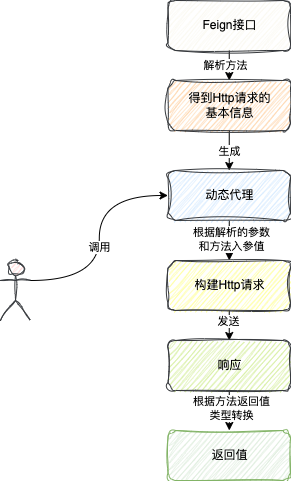 Feign接口
解析方法
得到Http请求的
基本信息
生成
动态代理
调用
根据解析的参数
和方法入参值
构建Http请求
发送
响应
根据方法返回值
类型转换
返回值